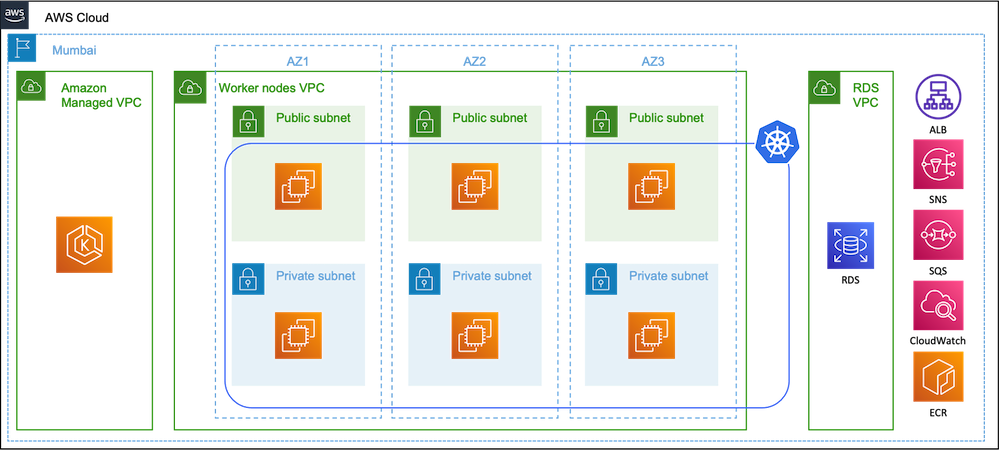 aws
AWS Cloud
Mumbai
AZ1
AZ2
AZ3
Amazon
Managed VPC
Worker nodes VPC
RDS
VPC
Public subnet
Public subnet
Public subnet
ALB
SNS
K
Private subnet
Private subnet
Private subnet
RDS
SQS
CloudWatch
ECR